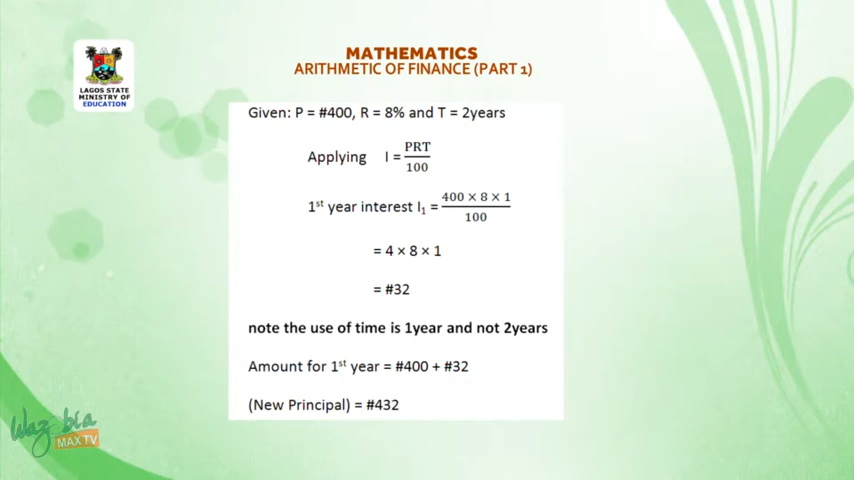 MATHEMATICS
ARITHMETIC OF FINANCE (PART 1)
LAGOS STATE
MINISTRY OF
EDUCATION
Given: P = #400, R = 8% and T = 2years
Applying I = PRT/100
1st year interest I₁ = 400 × 8 × 1/100
= 4 × 8 × 1
= #32
note the use of time is 1year and not 2years
Amount for 1st year = #400 + #32
(New Principal) = #432
Wazobia
MAX TV